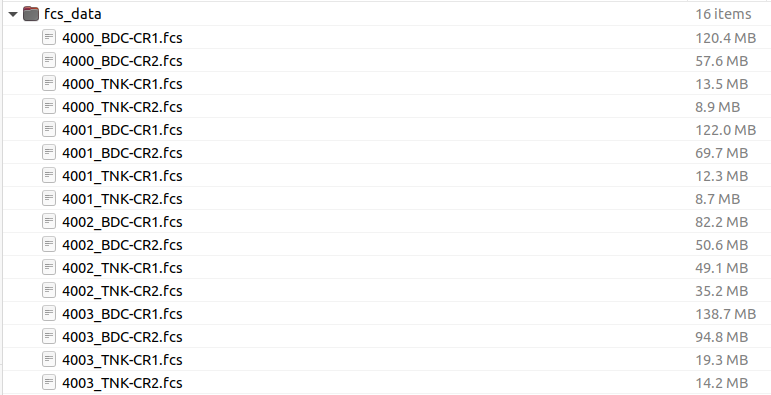 fcs_data 16 items
4000_BDC-CR1.fcs 120.4 MB
4000_BDC-CR2.fcs 57.6 MB
4000_TNK-CR1.fcs 13.5 MB
4000_TNK-CR2.fcs 8.9 MB
4001_BDC-CR1.fcs 122.0 MB
4001_BDC-CR2.fcs 69.7 MB
4001_TNK-CR1.fcs 12.3 MB
4001_TNK-CR2.fcs 8.7 MB
4002_BDC-CR1.fcs 82.2 MB
4002_BDC-CR2.fcs 50.6 MB
4002_TNK-CR1.fcs 49.1 MB
4002_TNK-CR2.fcs 35.2 MB
4003_BDC-CR1.fcs 138.7 MB
4003_BDC-CR2.fcs 94.8 MB
4003_TNK-CR1.fcs 19.3 MB
4003_TNK-CR2.fcs 14.2 MB